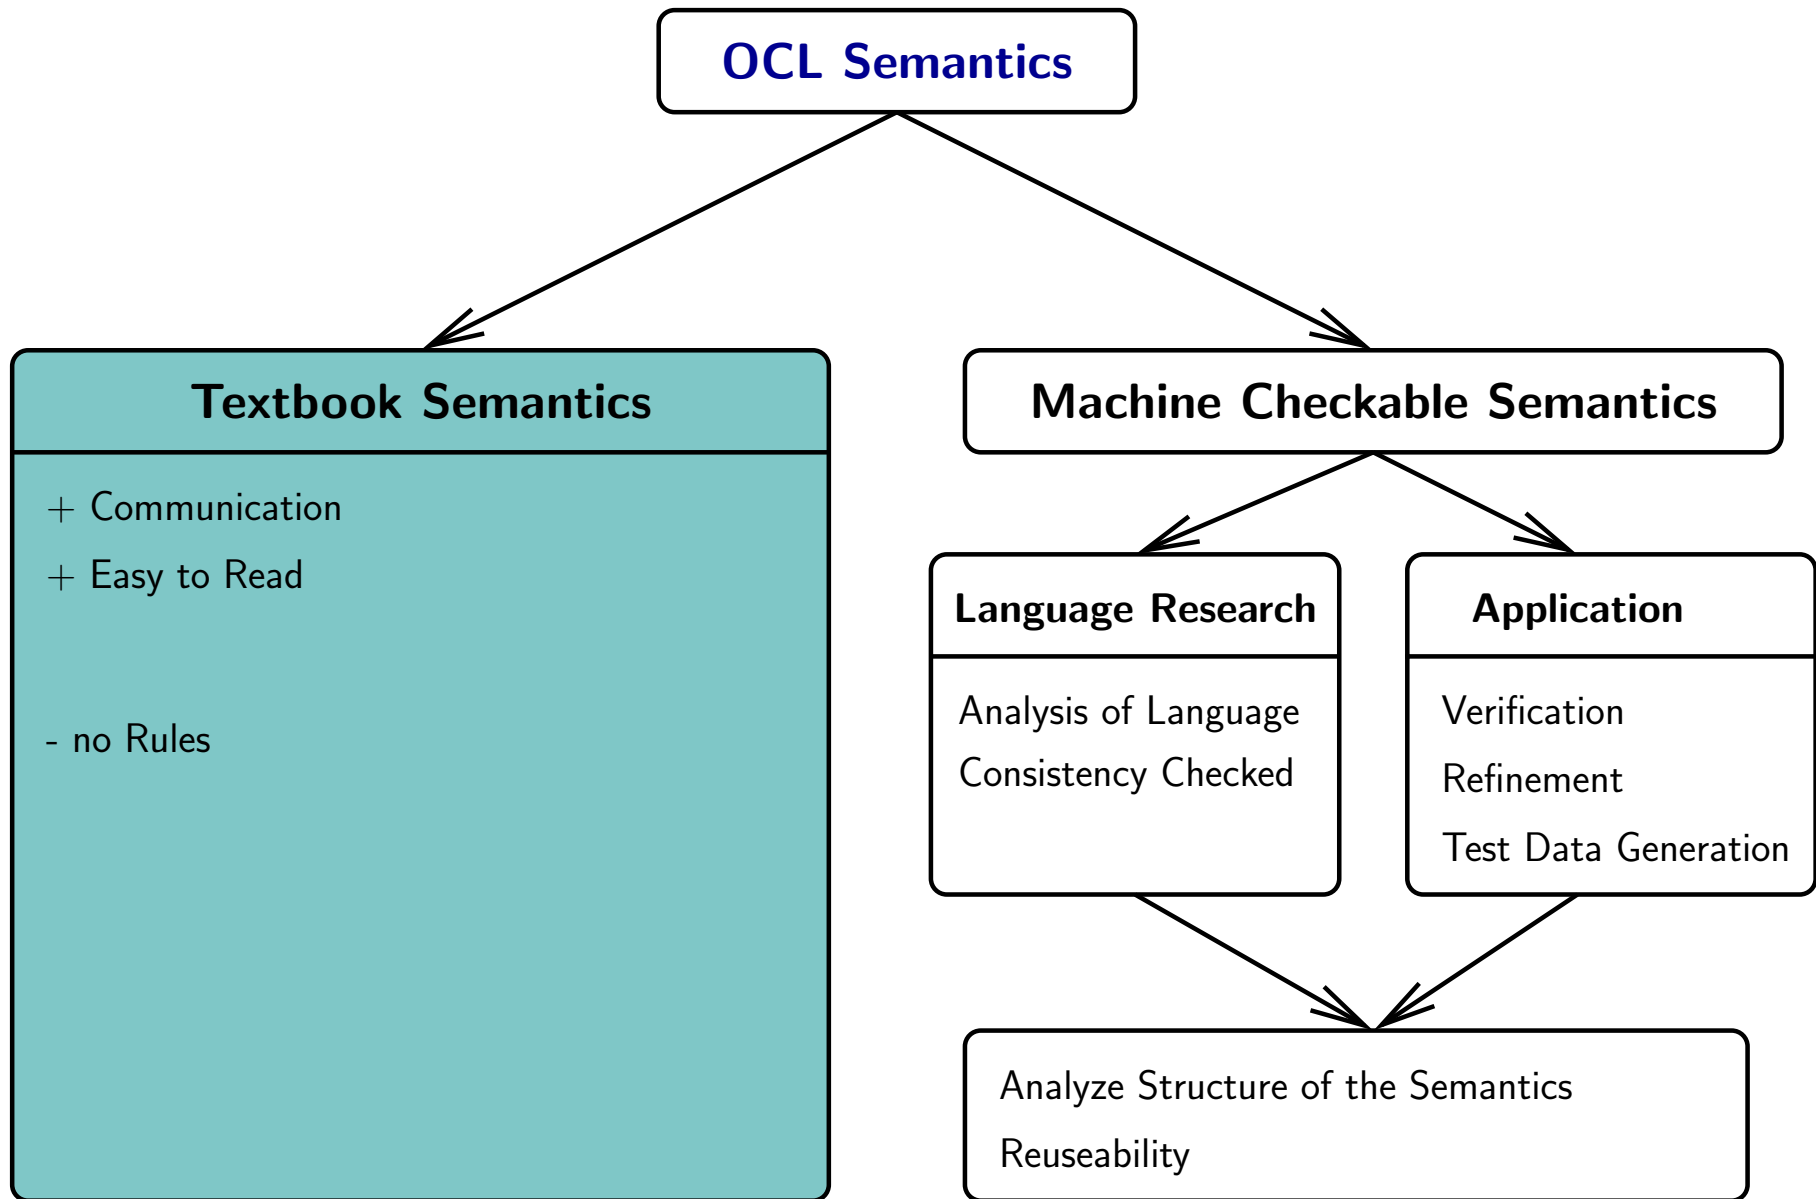 OCL Semantics
Textbook Semantics
+ Communication
+ Easy to Read
- no Rules
Machine Checkable Semantics
Language Research
Analysis of Language
Consistency Checked
Application
Verification
Refinement
Test Data Generation
Analyze Structure of the Semantics
Reuseability